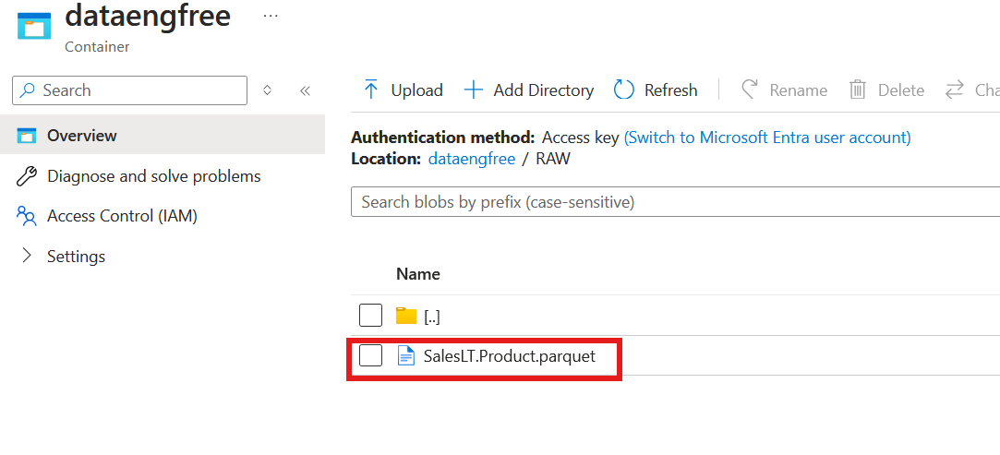 dataengfree ...
Container
Search
Upload Add Directory Refresh Rename Delete Cha
Overview
Authentication method: Access key (Switch to Microsoft Entra user account)
Location: dataengfree / RAW
Diagnose and solve problems
Search blobs by prefix (case-sensitive)
Access Control (IAM)
Settings
Name
[..]
SalesLT.Product.parquet